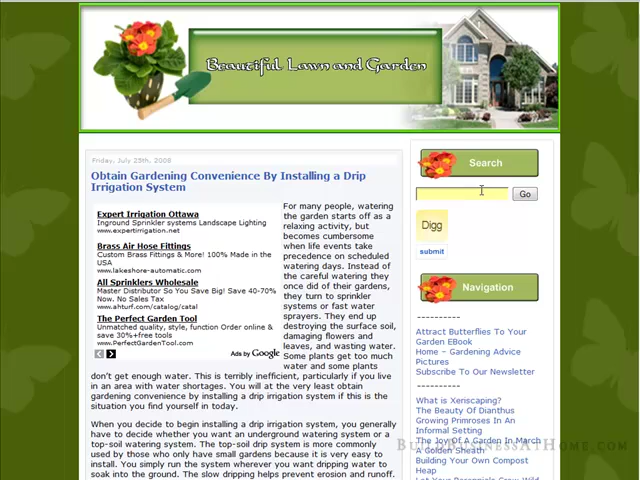 Beautiful Lawn and Garden
Friday, July 25th, 2008
Obtain Gardening Convenience By Installing a Drip
Irrigation System
Expert Irrigation Ottawa
Inground Sprinkler systems Landscape Lighting
www.expertirrigation.net
Brass Air Hose Fittings
Custom Brass Fittings & More! 100% Made in the
USA
www.lakeshore-automatic.com
All Sprinklers Wholesale
Master Distributor So You Save Big! Save 40-70%
Now. No Sales Tax
www.ahturf.com/catalog/catal
The Perfect Garden Tool
Unmatched quality, style, function Order online &
save 30%+free tools
www.PerfectGardenTool.com
Ads by Google
For many people, watering
the garden starts off as a
relaxing activity, but
becomes cumbersome
when life events take
precedence on scheduled
watering days. Instead of
the careful watering they
once did of their gardens,
they turn to sprinkler
systems or fast water
sprayers. They end up
destroying the surface soil,
damaging flowers and
leaves, and wasting water.
Some plants get too much
water and some plants
don't get enough water. This is terribly inefficient, particularly if you live
in an area with water shortages. You will at the very least obtain
gardening convenience by installing a drip irrigation system if this is the
situation you find yourself in today.
When you decide to begin installing a drip irrigation system, you generally
have to decide whether you want an underground watering system or a
top-soil watering system. The top-soil drip system is more commonly
used by those who only have small gardens because it is very easy to
install. You simply run the system wherever you want dripping water to
soak into the ground. The slow dripping helps prevent erosion and runoff.
Search
Go
Digg
submit
Navigation
----------
Attract Butterflies To Your
Garden EBook
Home - Gardening Advice
Pictures
Subscribe To Our Newsletter
----------
What is Xeriscaping?
The Beauty Of Dianthus
Growing Primroses In An
Informal Setting
The Joy Of A Garden In March
A Golden Sheath
Building Your Own Compost
Heap
Let Your Perennials Grow Wild
BuildBusinessAtHome.com